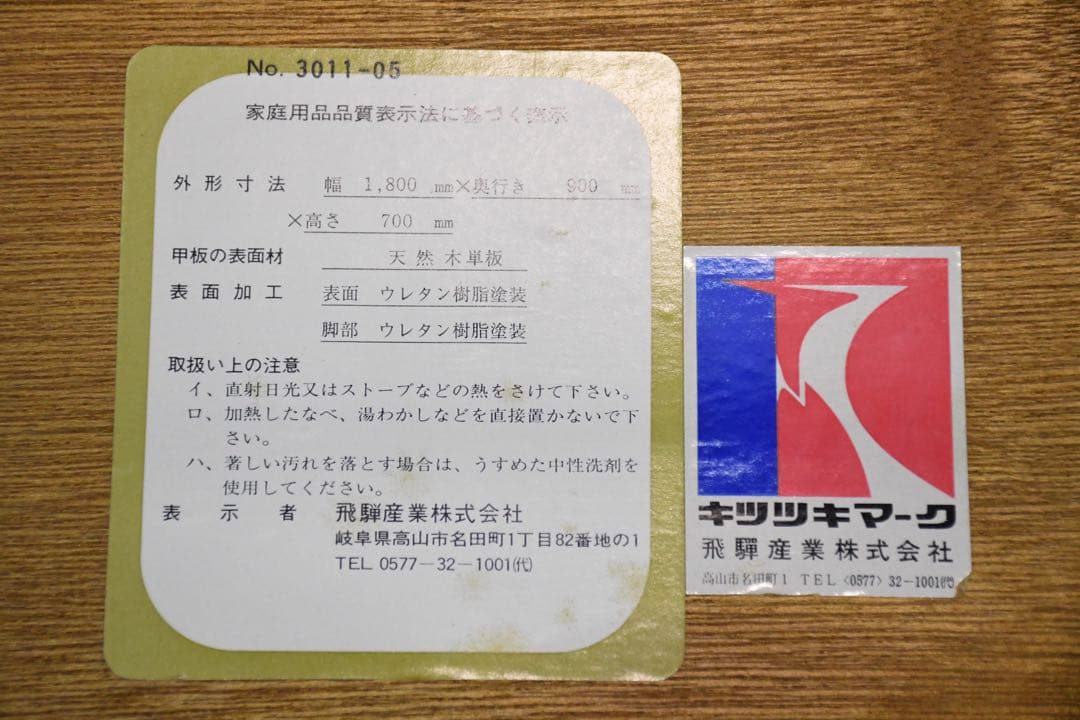 No. 3011-05
家庭用品品質表示法に基づく表示
外形寸法 幅 1,800 mm×奥行き 900 mm
×高さ 700 mm
甲板の表面材 天然木単板
表面加工 表面 ウレタン樹脂塗装
脚部 ウレタン樹脂塗装
取扱い上の注意
イ、直射日光又はストーブなどの熱をさけて下さい。
ロ、加熱したなべ、湯わかしなどを直接置かないで下
さい。
ハ、著しい汚れを落とす場合は、うすめた中性洗剤を
使用してください。
表示者 飛騨産業株式会社
岐阜県高山市名田町1丁目82番地の1
TEL 0577-32-1001㈹
キツツキマーク
飛驒産業株式会社
高山市名田町1 TEL〈0577〉32-1001㈹